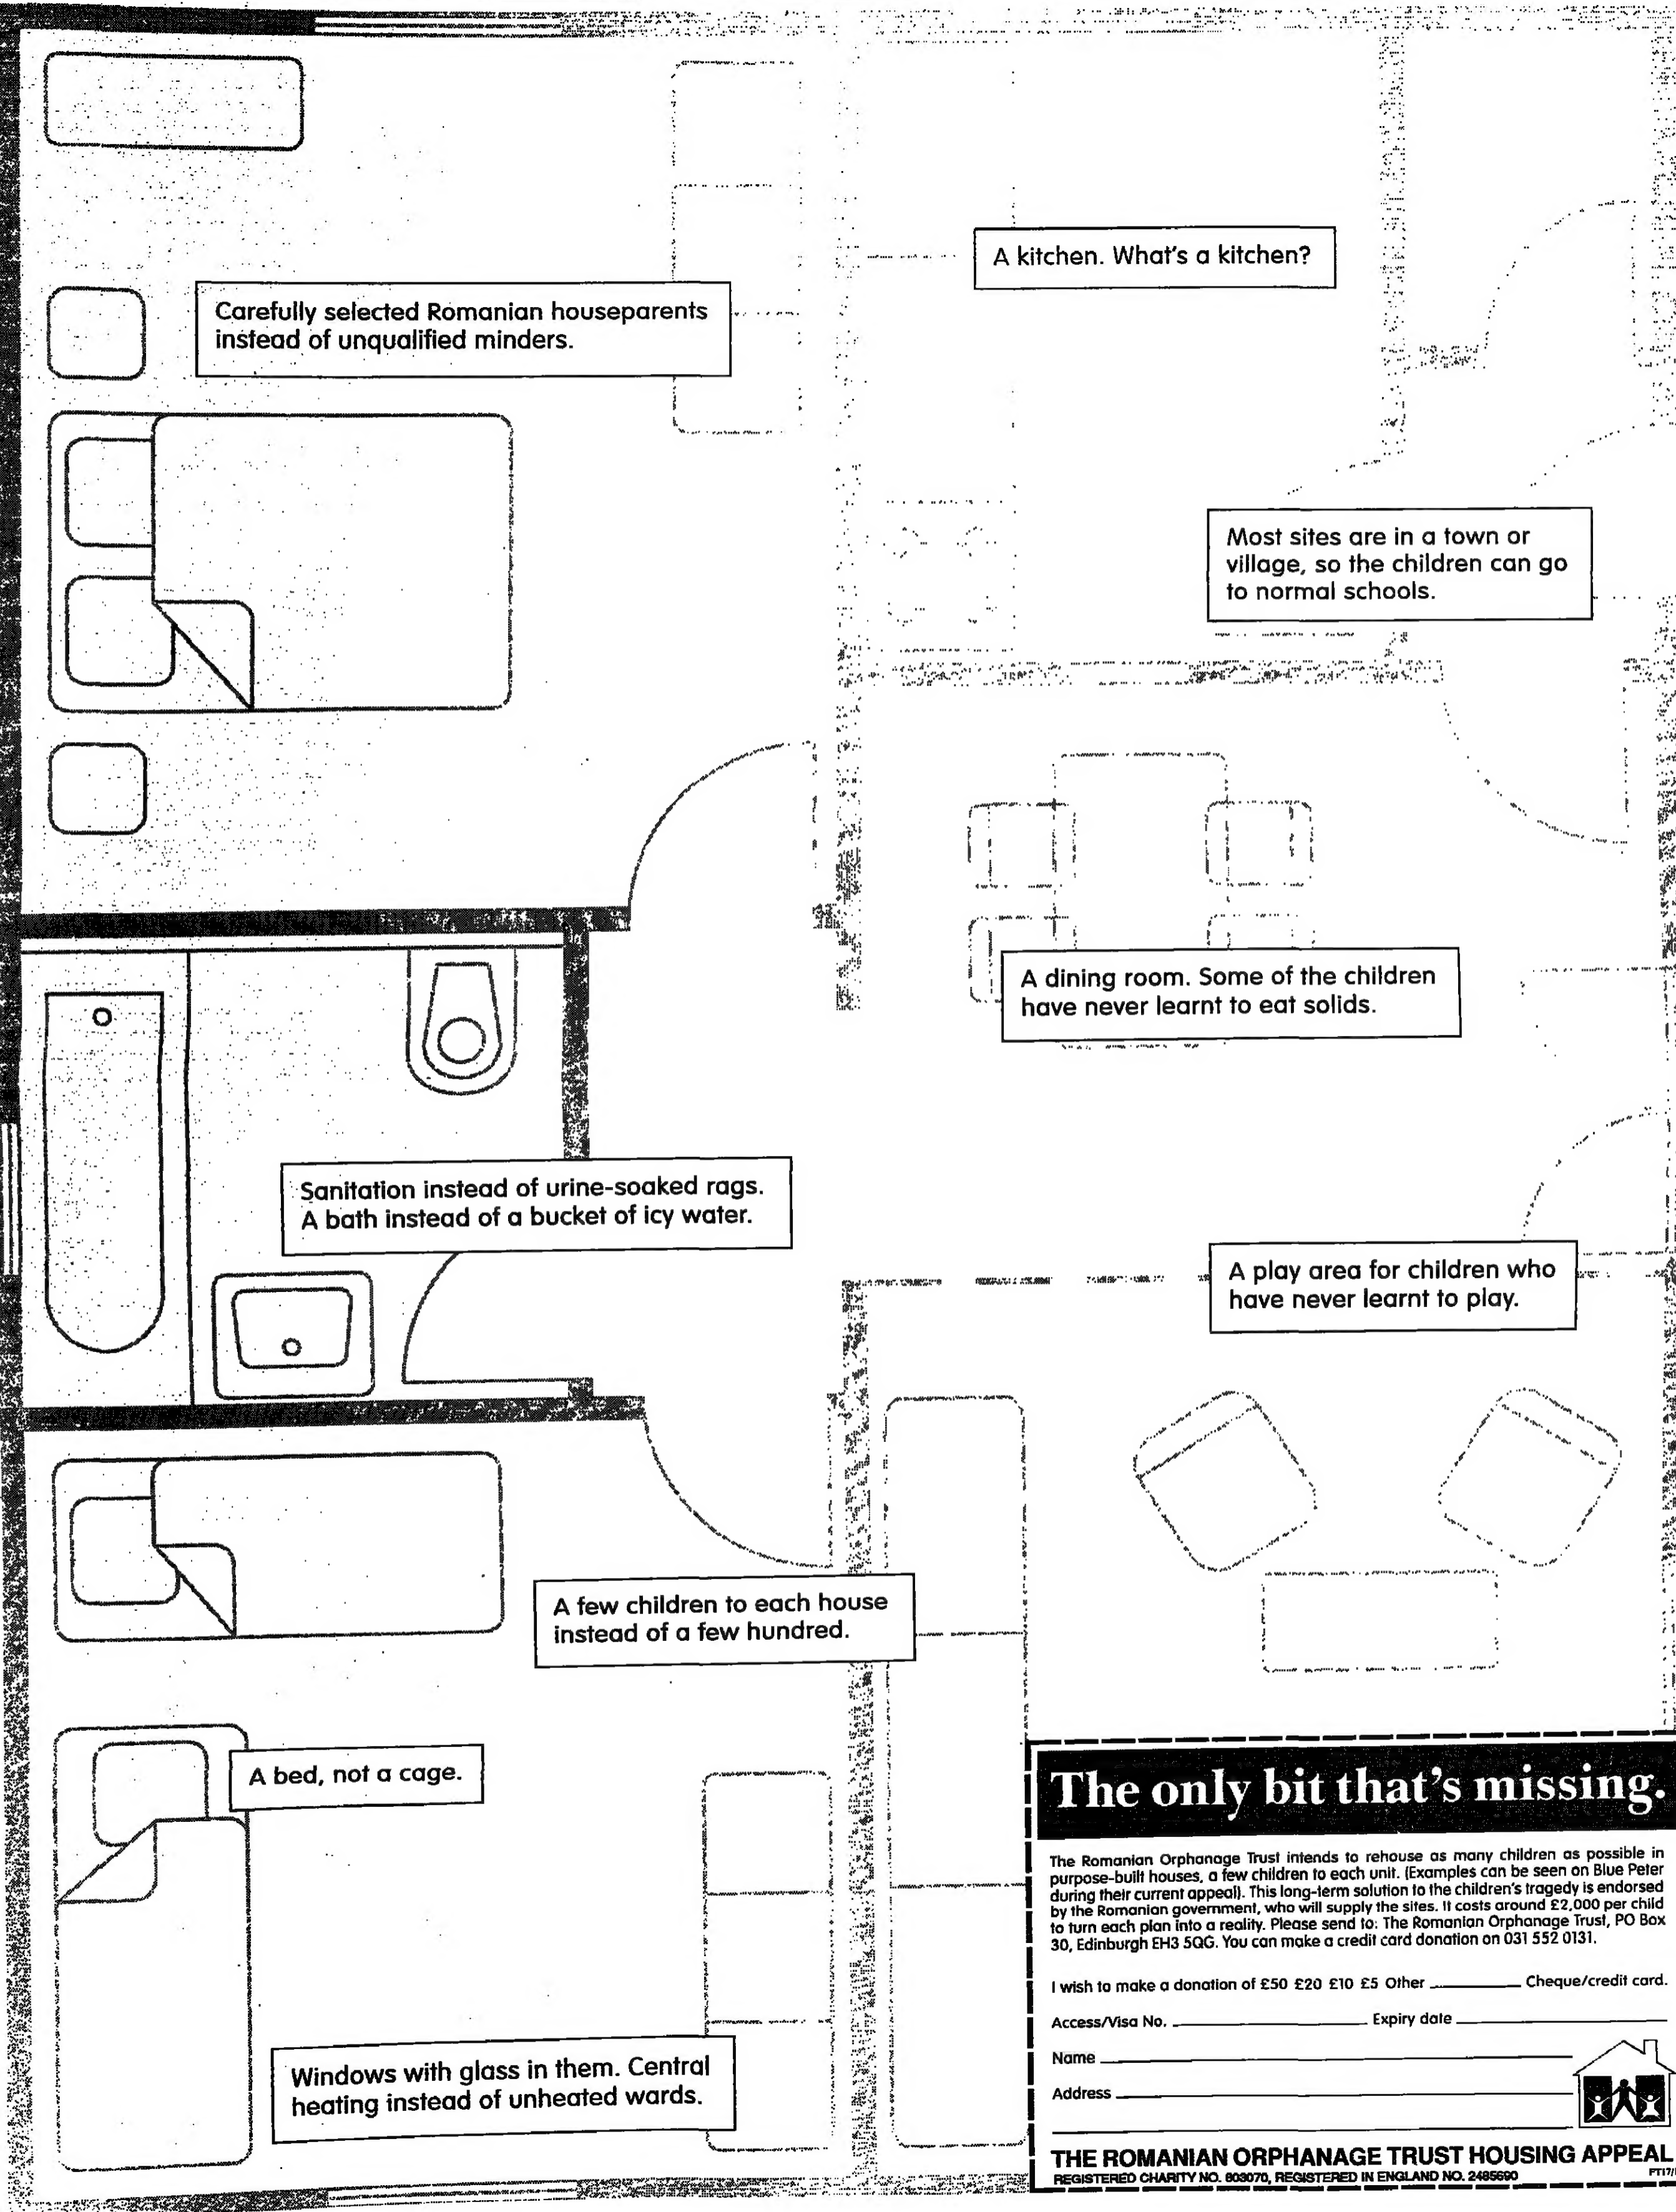 A kitchen. What's a kitchen?
Carefully selected Romanian houseparents
instead of unqualified minders.
Most sites are in a town or
village, so the children can go
to normal schools.
A dining room. Some of the children
have never learnt to eat solids.
Sanitation instead of urine-soaked rags.
A bath instead of a bucket of icy water.
A play area for children who
have never learnt to play.
A few children to each house
instead of a few hundred.
A bed, not a cage.
Windows with glass in them. Central
heating instead of unheated wards.
The only bit that's missing.
The Romanian Orphanage Trust intends to rehouse as many children as possible in
purpose-built houses, a few children to each unit. (Examples can be seen on Blue Peter
during their current appeal). This long-term solution to the children's tragedy is endorsed
by the Romanian government, who will supply the sites. It costs around £2,000 per child
to turn each plan into a reality. Please send to: The Romanian Orphanage Trust, PO Box
30, Edinburgh EH3 5QG. You can make a credit card donation on 031 552 0131.
I wish to make a donation of £50 £20 £10 £5 Other Cheque/credit card.
Access/Visa No. Expiry date
Name
Address
THE ROMANIAN ORPHANAGE TRUST HOUSING APPEAL
REGISTERED CHARITY NO. 803070, REGISTERED IN ENGLAND NO. 2485690